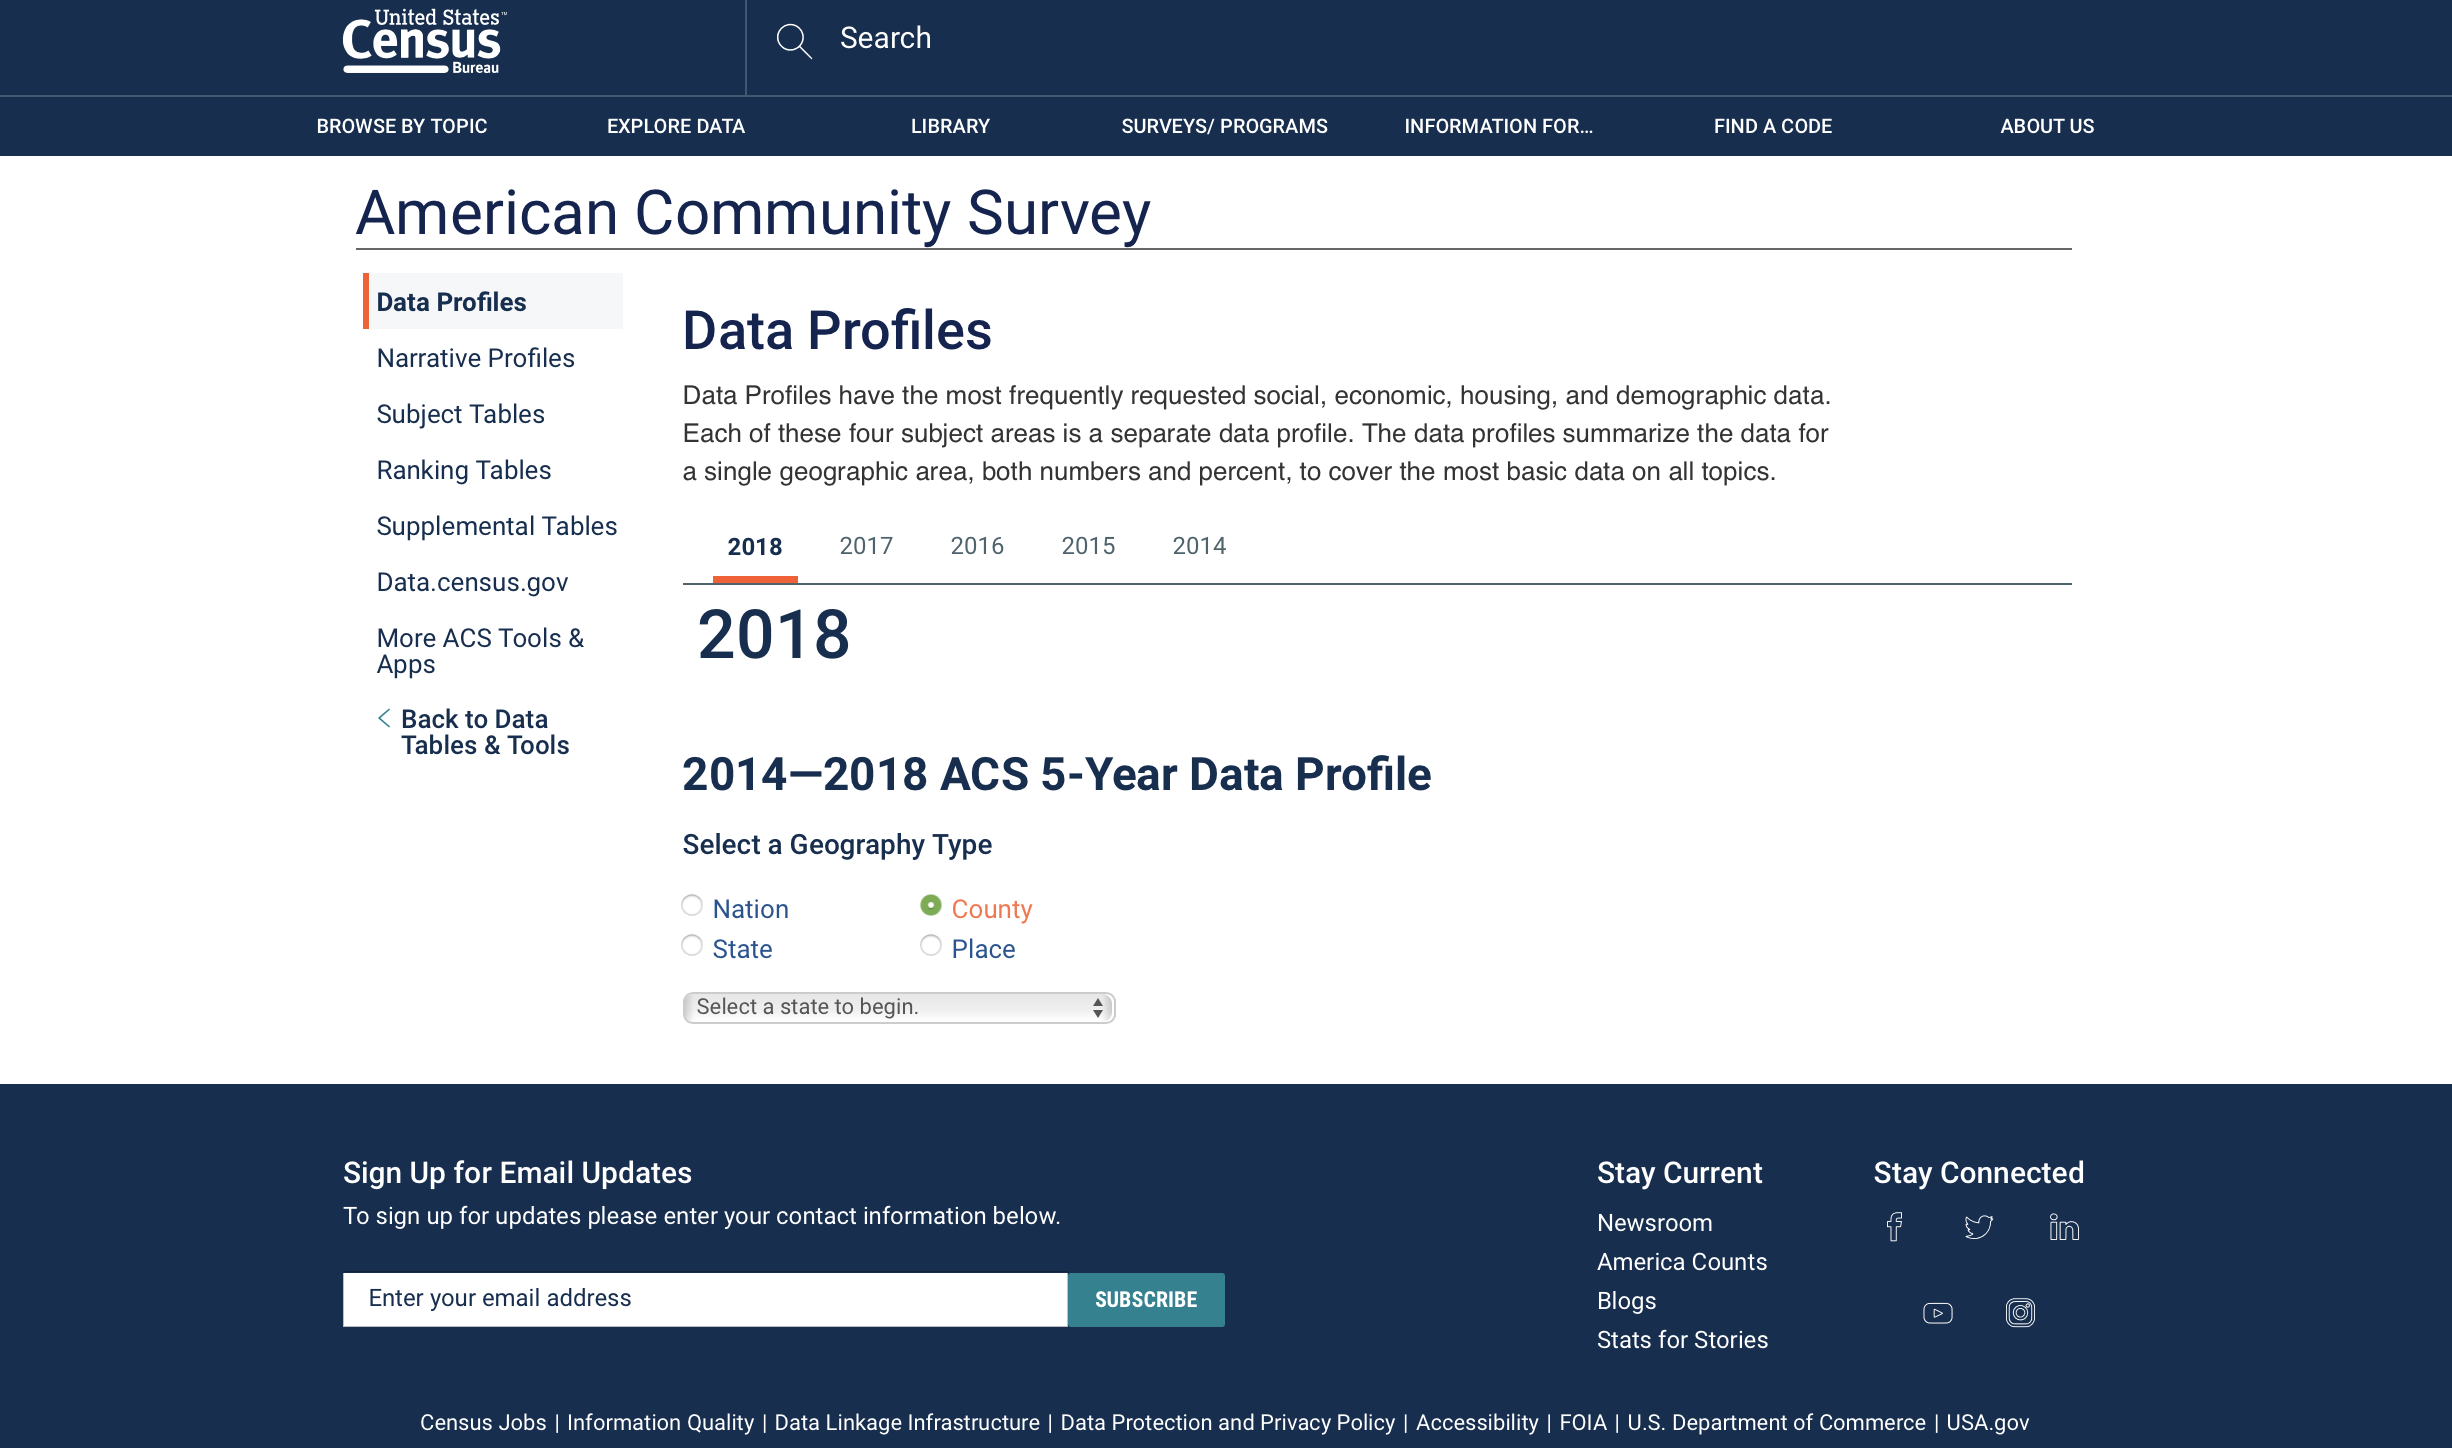 United States™
Census
Bureau
Search
BROWSE BY TOPIC EXPLORE DATA LIBRARY SURVEYS/ PROGRAMS INFORMATION FOR... FIND A CODE ABOUT US
American Community Survey
Data Profiles
Narrative Profiles
Subject Tables
Ranking Tables
Supplemental Tables
Data.census.gov
More ACS Tools &
Apps
Back to Data
Tables & Tools
Data Profiles
Data Profiles have the most frequently requested social, economic, housing, and demographic data.
Each of these four subject areas is a separate data profile. The data profiles summarize the data for
a single geographic area, both numbers and percent, to cover the most basic data on all topics.
2018 2017 2016 2015 2014
2018
2014—2018 ACS 5-Year Data Profile
Select a Geography Type
Nation County
State Place
Select a state to begin.
Sign Up for Email Updates
To sign up for updates please enter your contact information below.
Enter your email address SUBSCRIBE
Stay Current
Newsroom
America Counts
Blogs
Stats for Stories
Stay Connected
Census Jobs | Information Quality | Data Linkage Infrastructure | Data Protection and Privacy Policy | Accessibility | FOIA | U.S. Department of Commerce | USA.gov